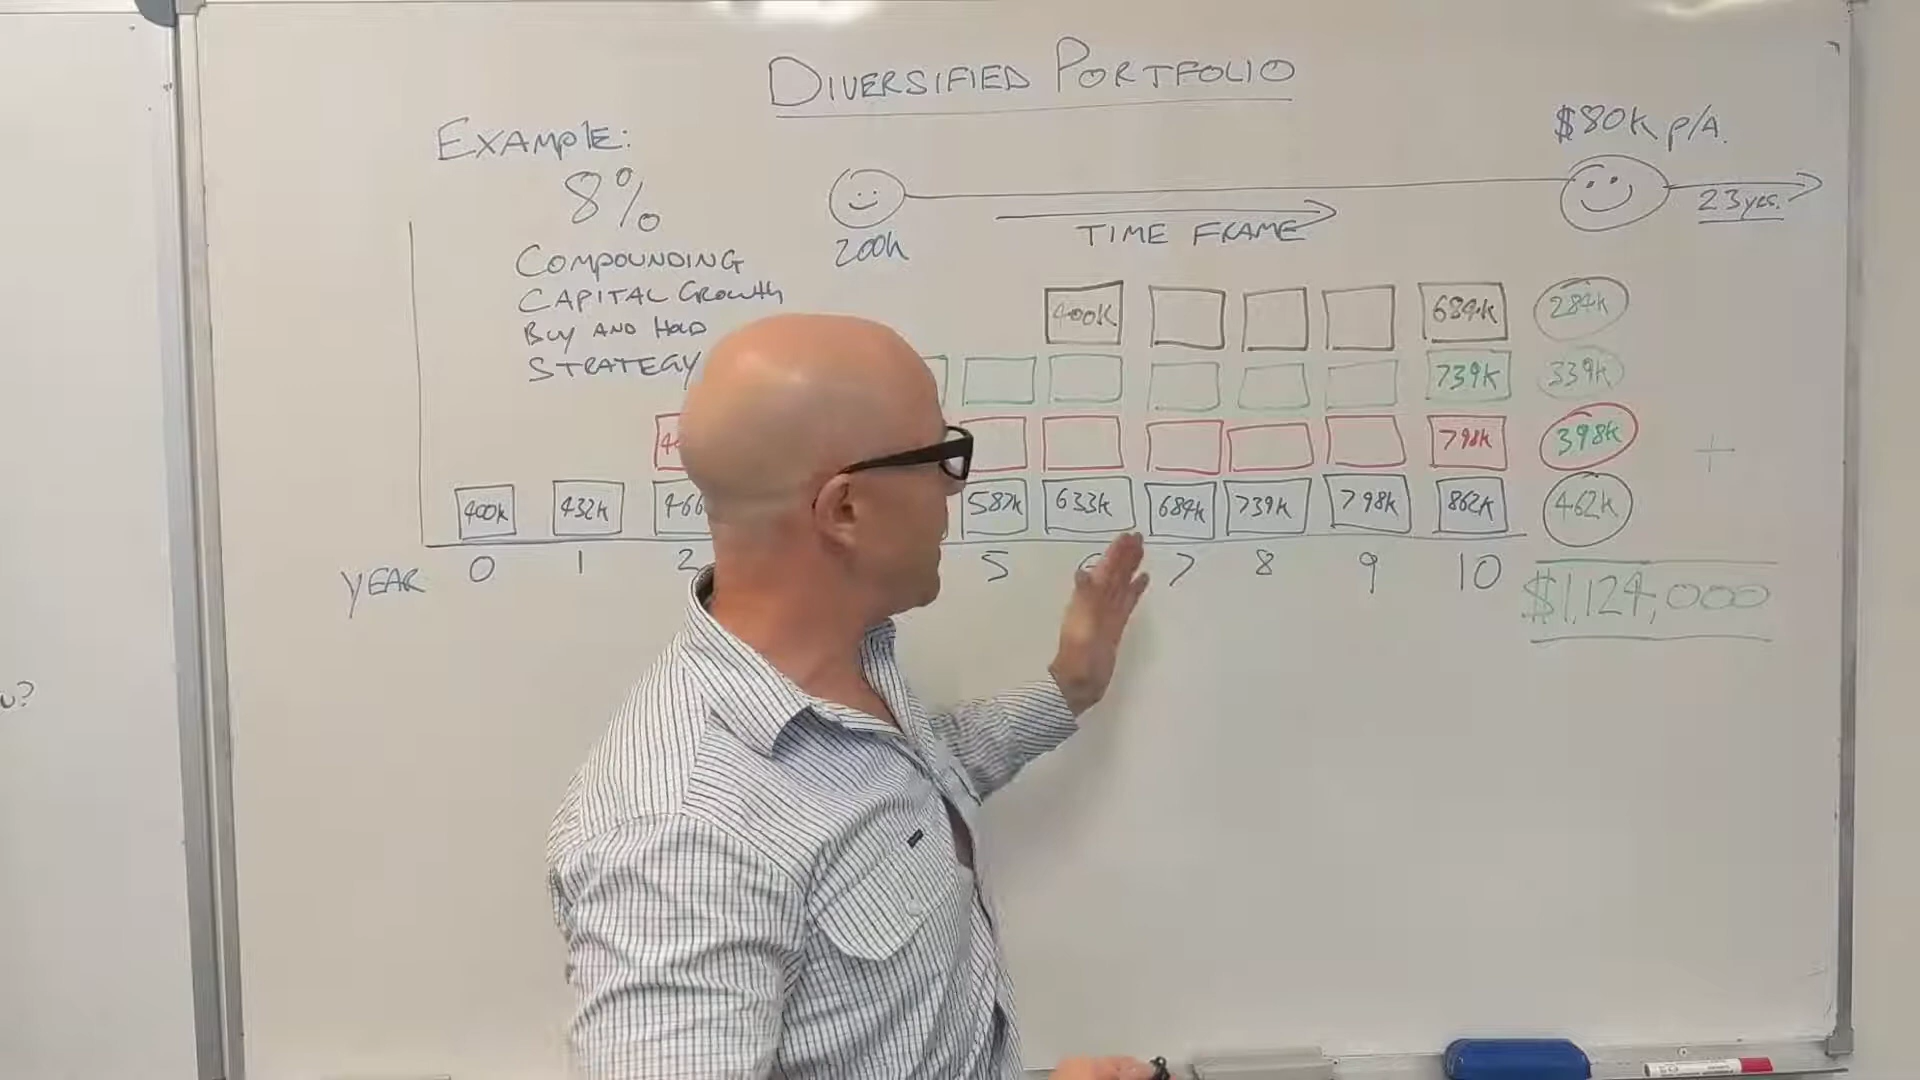 DIVERSIFIED PORTFOLIO
EXAMPLE:
8%
COMPOUNDING
CAPITAL GROWTH
BUY AND HOLD
STRATEGY
200k
TIME FRAME
$80K P/A.
23yrs.
400K 684K 284K
739K 339K
798K 398K
400K 432K 466 587K 633K 684K 739K 798K 862K 462K
YEAR 0 1 2 5 6 7 8 9 10
$1,124,000